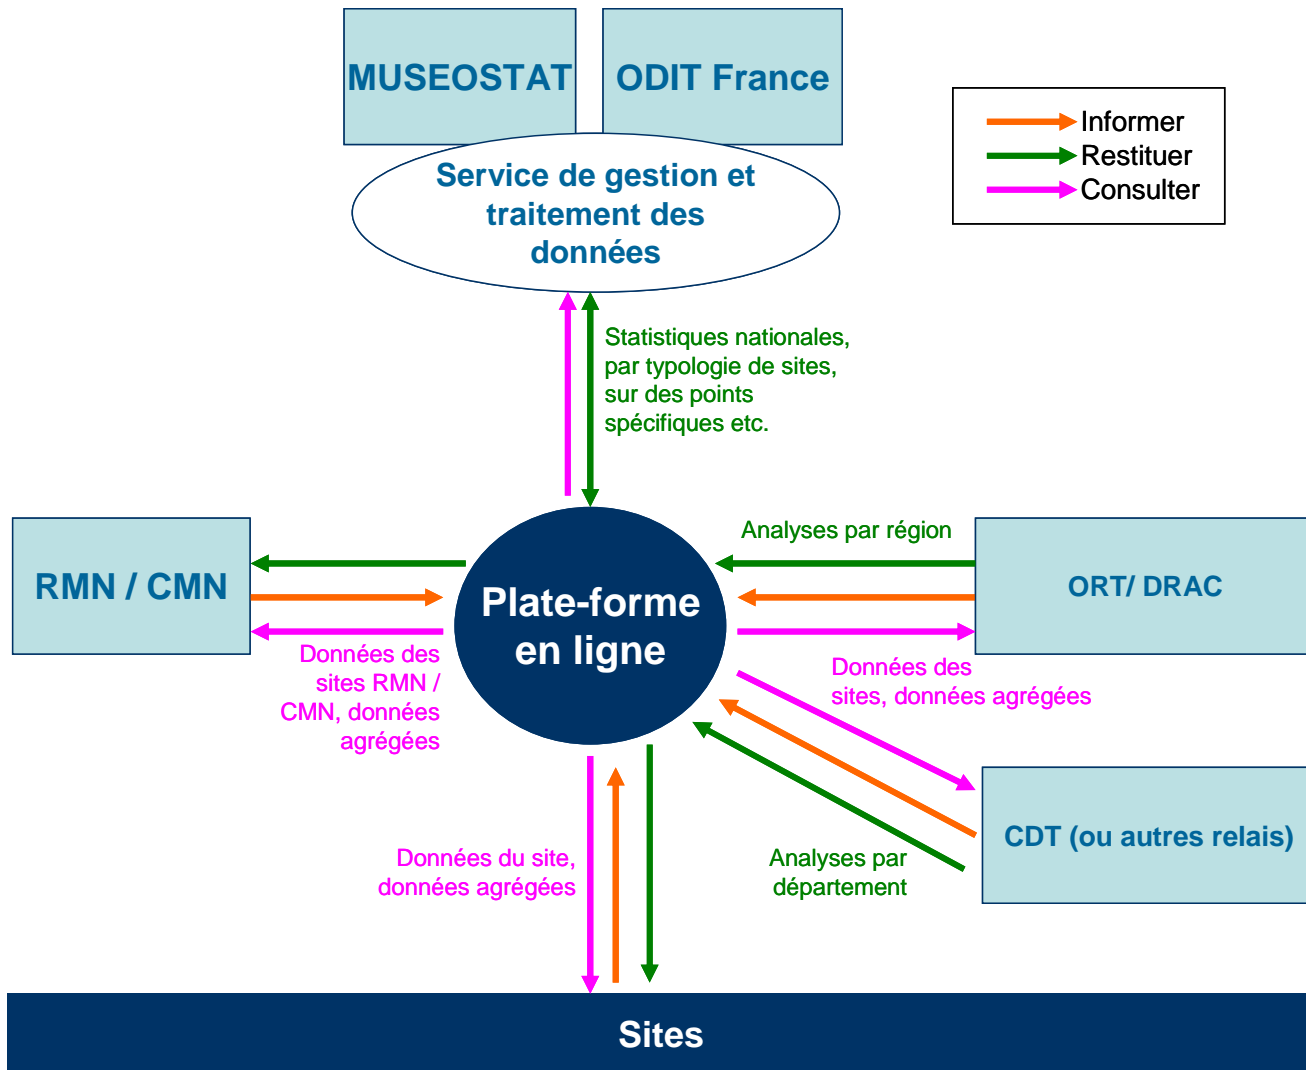 MUSEOSTAT
ODIT France
Service de gestion et
traitement des
données
Informer
Restituer
Consulter
Statistiques nationales,
par typologie de sites,
sur des points
spécifiques etc.
RMN / CMN
Plate-forme
en ligne
Analyses par région
ORT/ DRAC
Données des
sites RMN /
CMN, données
agrégées
Données des
sites, données agrégées
CDT (ou autres relais)
Données du site,
données agrégées
Analyses par
département
Sites